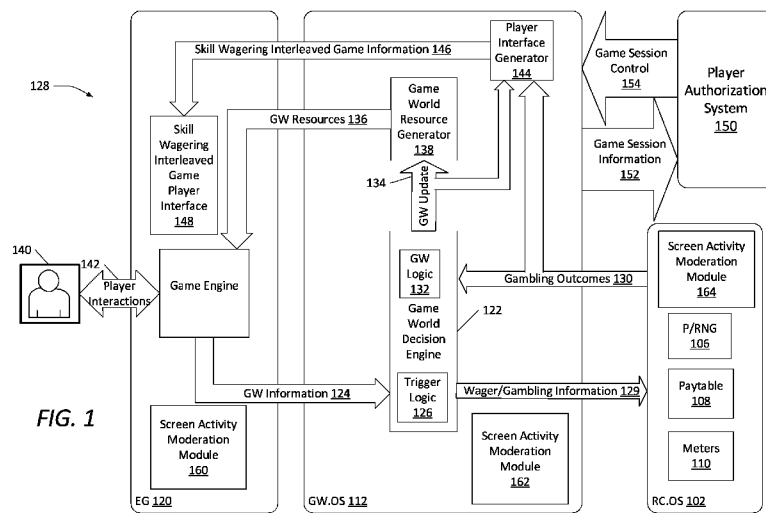 128
Skill Wagering Interleaved Game Information 146
Player
Interface
Generator
144
Game Session
Control
154
Player
Authorization
System
150
Game
World
Resource
Generator
138
GW Resources 136
Skill
Wagering
Interleaved
Game
Player
Interface
148
134
GW Update
Game Session
Information
152
140
142
Player
Interactions
Game Engine
GW
Logic
132
Gambling Outcomes 130
Screen Activity
Moderation
Module
164
Game
World
Decision
Engine
122
P/RNG
106
GW Information 124
Trigger
Logic
126
Wager/Gambling Information 129
Paytable
108
FIG. 1
Screen Activity
Moderation
Module
160
Screen Activity
Moderation
Module
162
Meters
110
EG 120
GW.OS 112
RC.OS 102